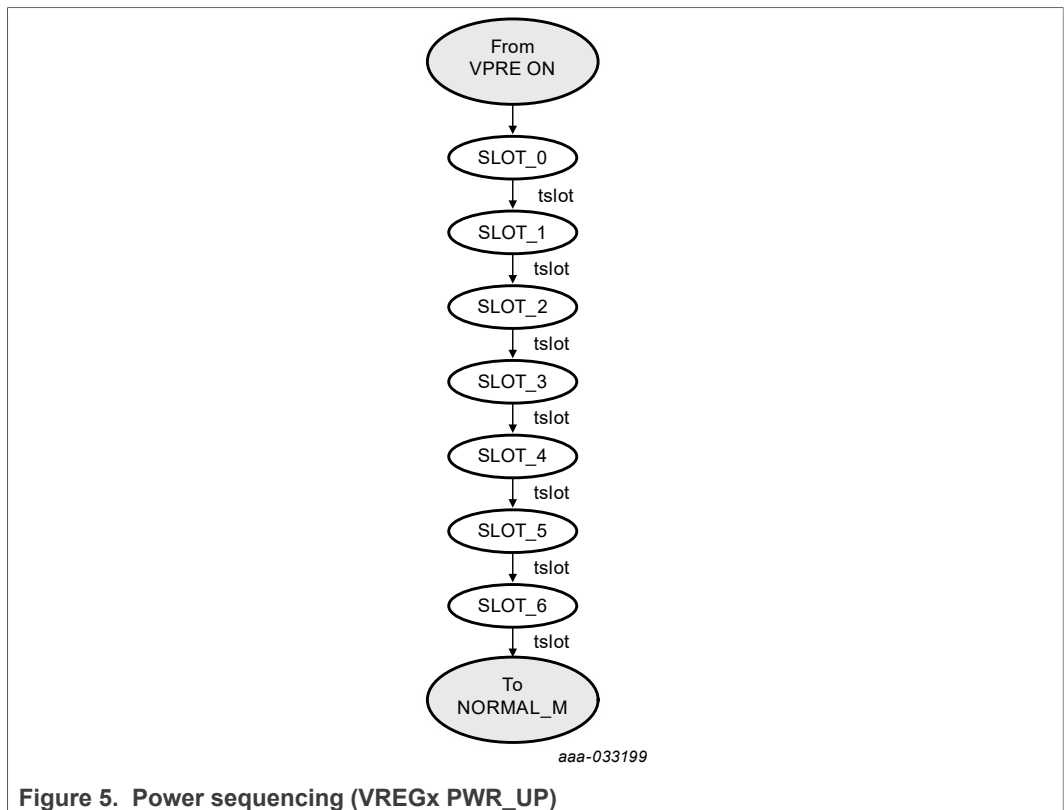 From
VPRE ON
SLOT_0
tslot
SLOT_1
tslot
SLOT_2
tslot
SLOT_3
tslot
SLOT_4
tslot
SLOT_5
tslot
SLOT_6
tslot
To
NORMAL_M
aaa-033199
Figure 5. Power sequencing (VREGx PWR_UP)